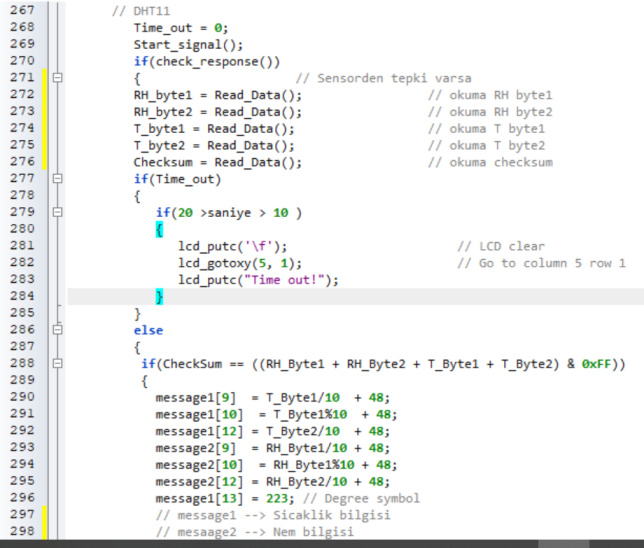 267 // DHT11
268 Time_out = 0;
269 Start_signal();
270 if(check_response())
271 { // Sensorden tepki varsa
272 RH_byte1 = Read_Data(); // okuma RH byte1
273 RH_byte2 = Read_Data(); // okuma RH byte2
274 T_byte1 = Read_Data(); // okuma T byte1
275 T_byte2 = Read_Data(); // okuma T byte2
276 Checksum = Read_Data(); // okuma checksum
277 if(Time_out)
278 {
279 if(20 >saniye > 10 )
280 {
281 lcd_putc('\f'); // LCD clear
282 lcd_gotoxy(5, 1); // Go to column 5 row 1
283 lcd_putc("Time out!");
284 }
285 }
286 else
287 {
288 if(CheckSum == ((RH_Byte1 + RH_Byte2 + T_Byte1 + T_Byte2) & 0xFF))
289 {
290 message1[9] = T_Byte1/10 + 48;
291 message1[10] = T_Byte1%10 + 48;
292 message1[12] = T_Byte2/10 + 48;
293 message2[9] = RH_Byte1/10 + 48;
294 message2[10] = RH_Byte1%10 + 48;
295 message2[12] = RH_Byte2/10 + 48;
296 message1[13] = 223; // Degree symbol
297 // message1 --> Sicaklik bilgisi
298 // mesaage2 --> Nem bilgisi